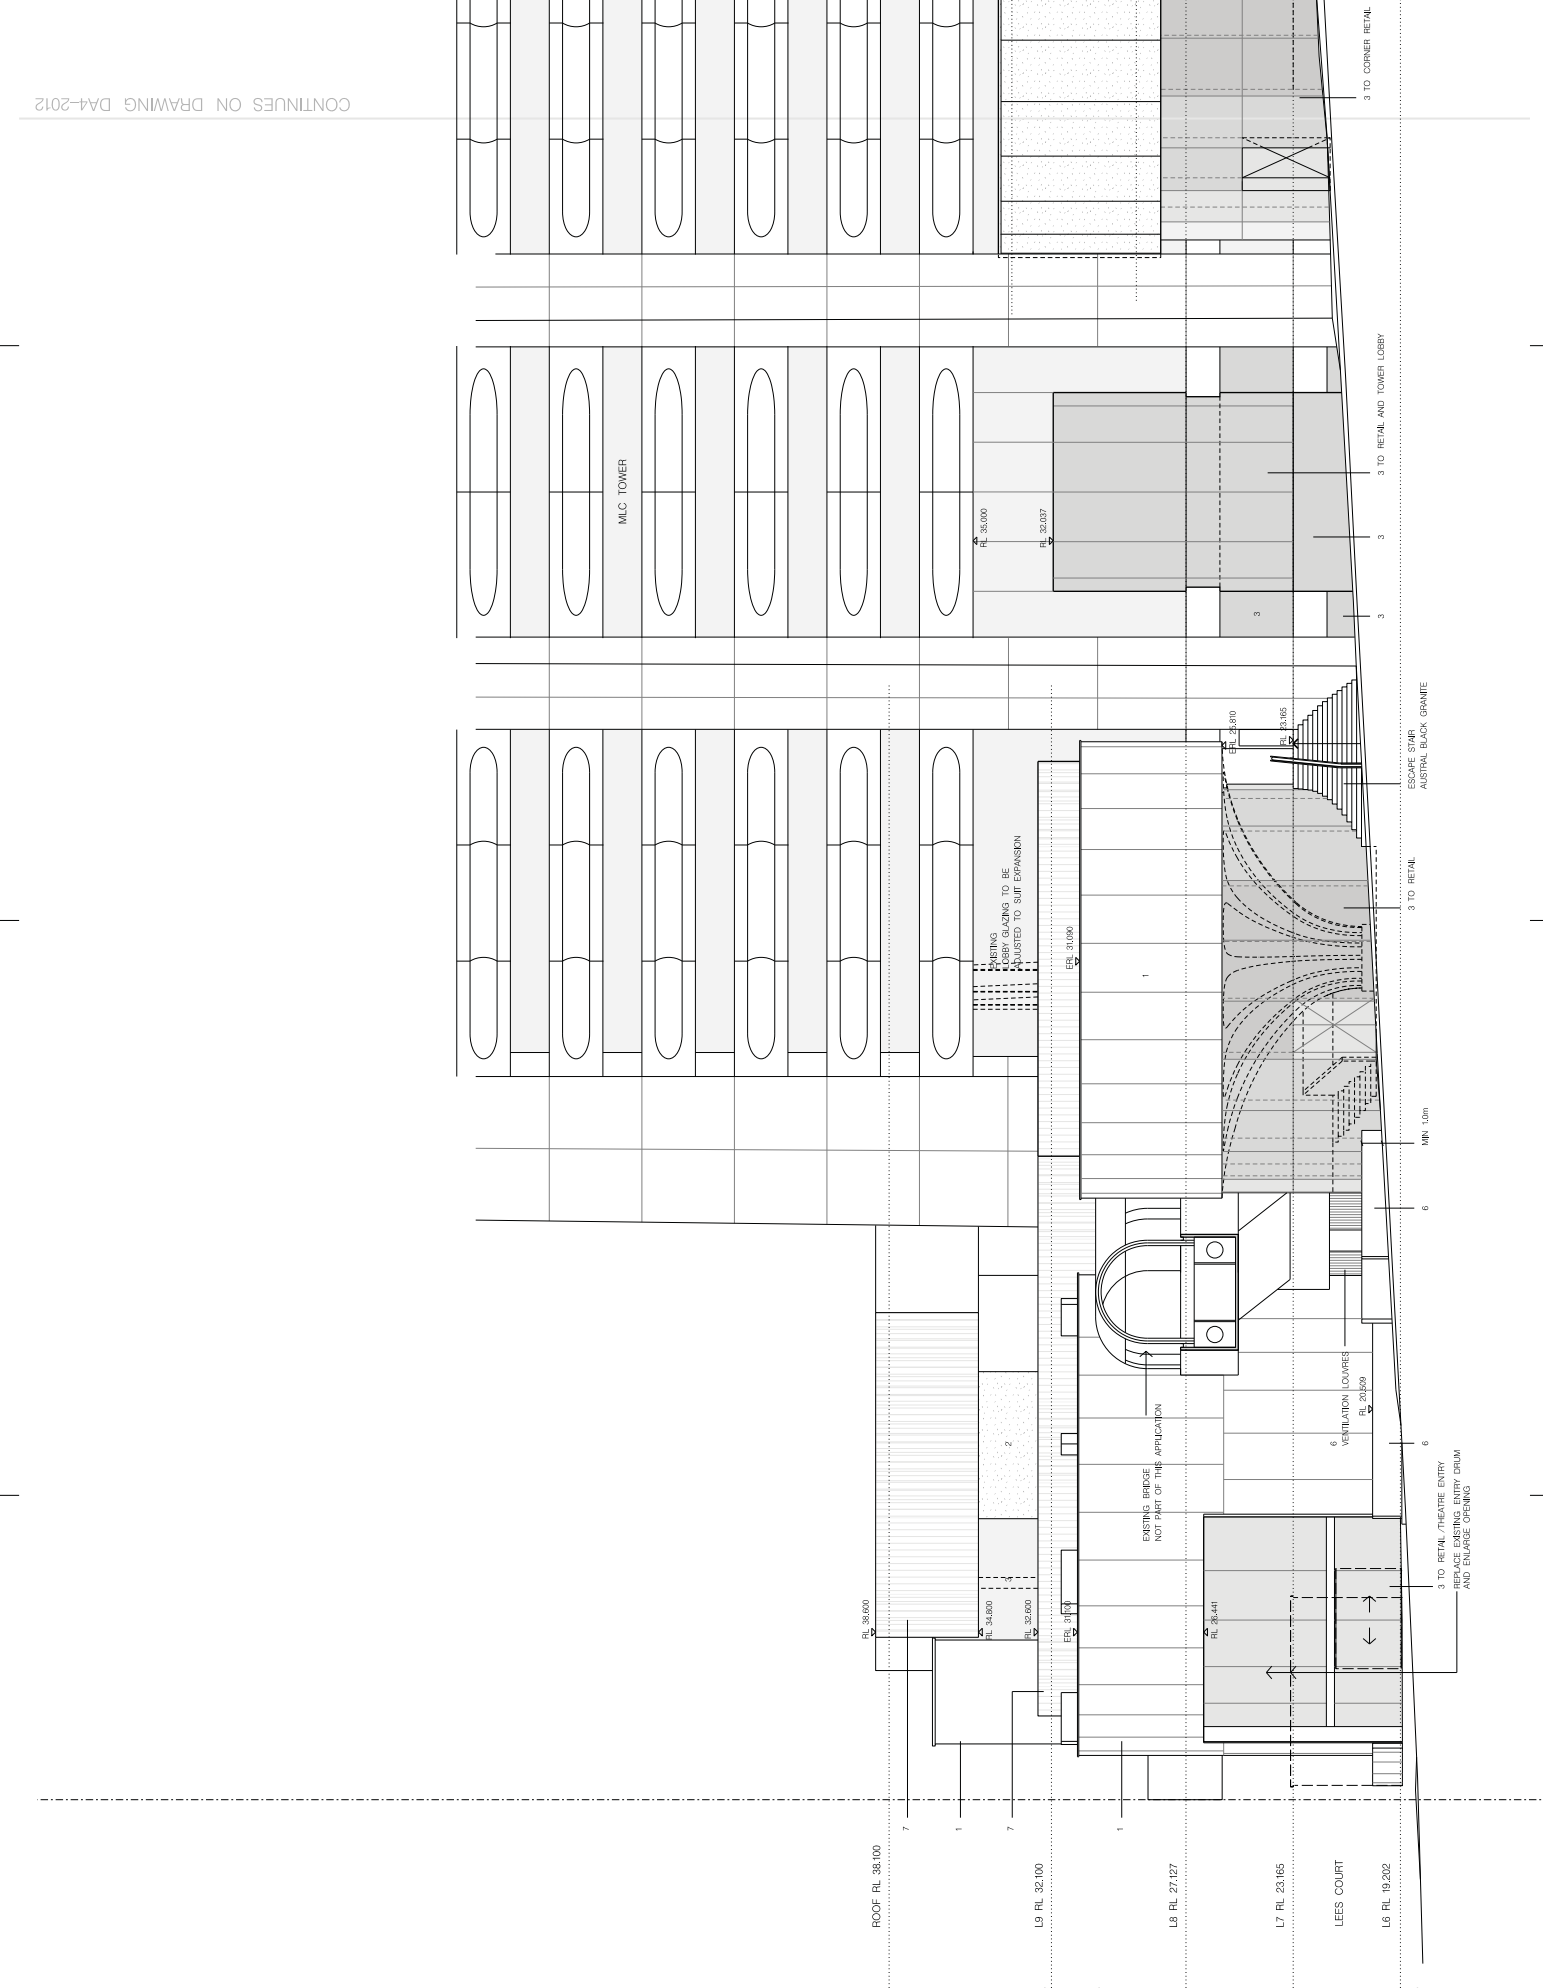 CONTINUES ON DRAWING DA4-2012
3 TO CORNER RETAIL
MLC TOWER
RL 35.000
RL 32.037
3 TO RETAIL AND TOWER LOBBY
3
3
3
ERL 25.810
RL 23.165
ESCAPE STAIR
AUSTRAL BLACK GRANITE
EXISTING
LOBBY GLAZING TO BE
ADJUSTED TO SUIT EXPANSION
ERL 31.090
1
3 TO RETAIL
MIN 1.0m
6
2
EXISTING BRIDGE
NOT PART OF THIS APPLICATION
6
VENTILATION LOUVRES
RL 20.509
6
3
3 TO RETAIL /THEATRE ENTRY
REPLACE EXISTING ENTRY DRUM
AND ENLARGE OPENING
RL 38.600
RL 34.800
RL 32.600
ERL 31.100
RL 26.441
7
1
7
1
ROOF RL 38.100
L9 RL 32.100
L8 RL 27.127
L7 RL 23.165
LEES COURT
L6 RL 19.202